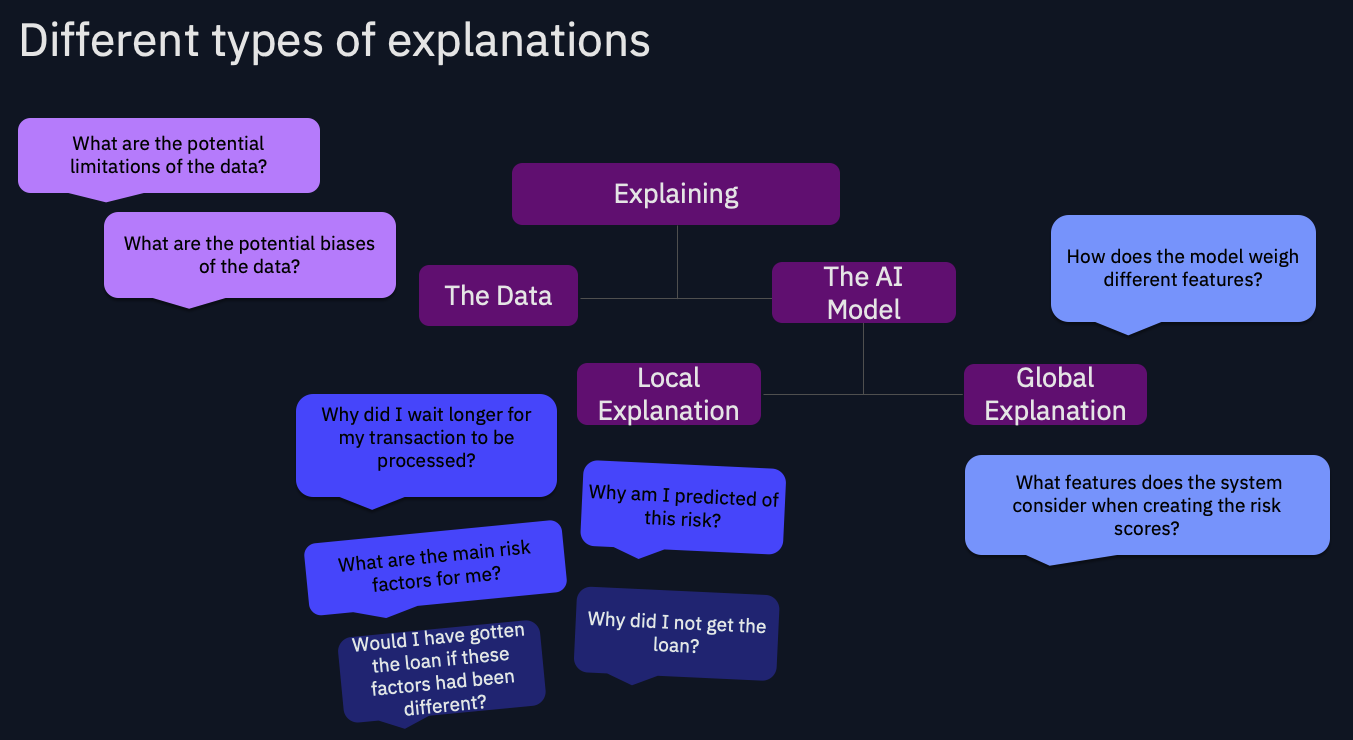 Different types of explanations
What are the potential
limitations of the data?
What are the potential biases
of the data?
Explaining
The Data
The AI
Model
How does the model weigh
different features?
Local
Explanation
Global
Explanation
Why did I wait longer for
my transaction to be
processed?
Why am I predicted of
this risk?
What features does the system
consider when creating the risk
scores?
What are the main risk
factors for me?
Would I have gotten
the loan if these
factors had been
different?
Why did I not get the
loan?